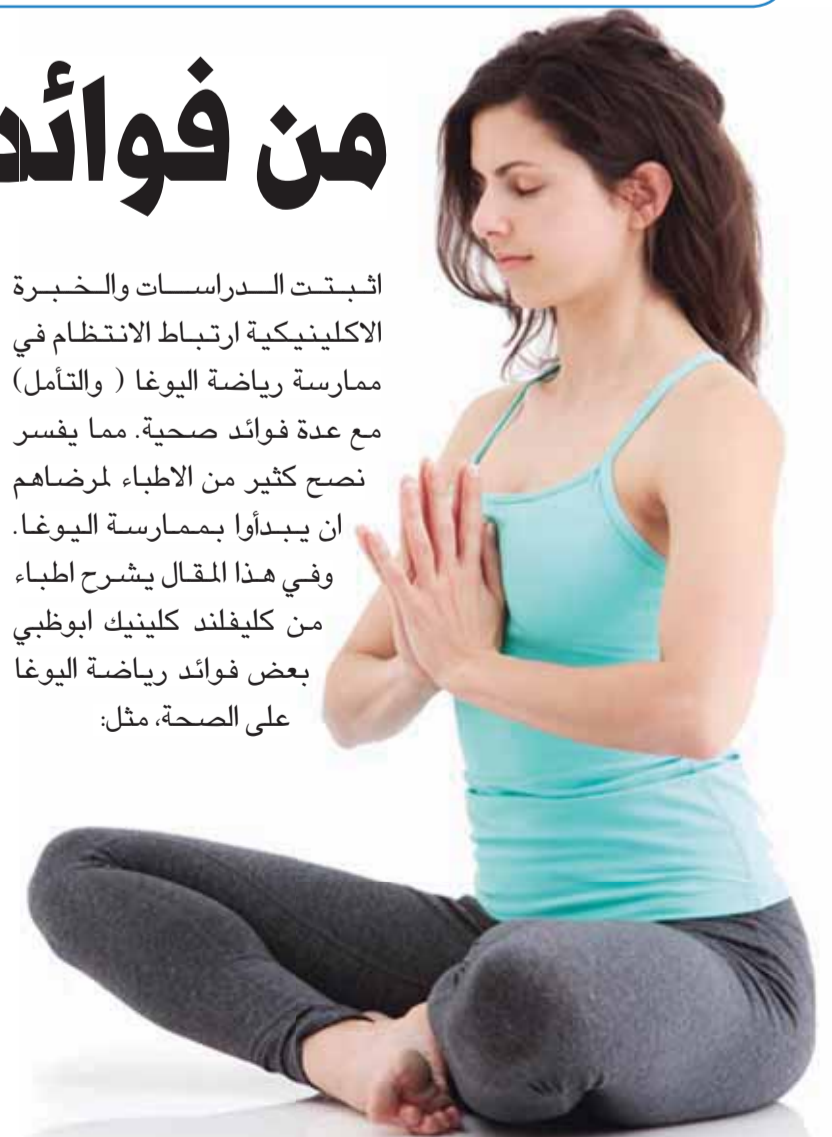 من فوائد
اثبتت الدراسات والخبرة
الاكلينيكية ارتباط الانتظام في
ممارسة رياضة اليوغا ( والتأمل)
مع عدة فوائد صحية. مما يفسر
نصح كثير من الاطباء لمرضاهم
ان يبدأوا بممارسة اليوغا.
وفي هذا المقال يشرح اطباء
من كليفلند كلينيك ابوظبي
بعض فوائد رياضة اليوغا
على الصحة، مثل: